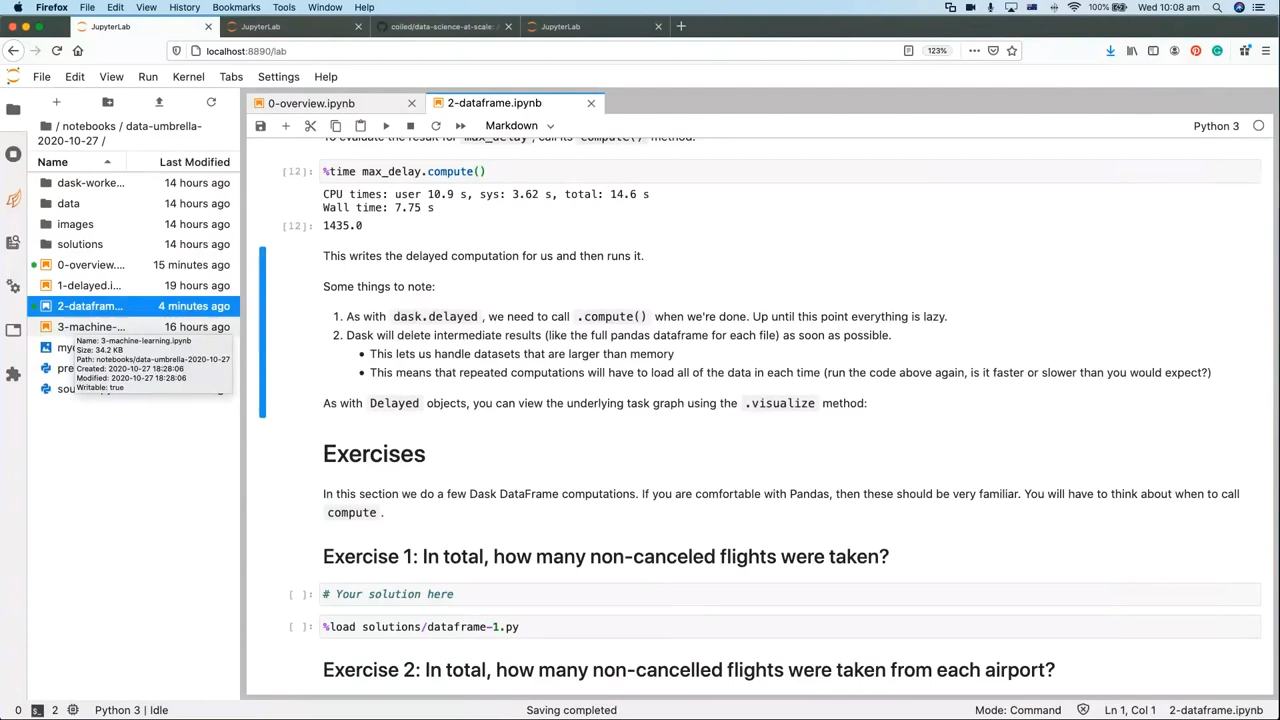 Firefox File Edit View History Bookmarks Tools Window Help 100% Wed 10:08 am
JupyterLab JupyterLab coiled/data-science-at-scale: / JupyterLab
localhost:8890/lab 123%
File Edit View Run Kernel Tabs Settings Help
0-overview.ipynb 2-dataframe.ipynb
Markdown Python 3
/ notebooks / data-umbrella-
2020-10-27 /
Name Last Modified
dask-worke... 14 hours ago
data 14 hours ago
images 14 hours ago
solutions 14 hours ago
0-overview.... 15 minutes ago
1-delayed.i... 19 hours ago
2-datafram... 4 minutes ago
3-machine-... 16 hours ago
Name: 3-machine-learning.ipynb
Size: 34.2 KB
Path: notebooks/data-umbrella-2020-10-27
Created: 2020-10-27 18:28:06
Modified: 2020-10-27 18:28:06
Writable: true
To evaluate the result for max_delay, call its compute() method:
[12]: %time max_delay.compute()
CPU times: user 10.9 s, sys: 3.62 s, total: 14.6 s
Wall time: 7.75 s
[12]: 1435.0
This writes the delayed computation for us and then runs it.
Some things to note:
1. As with dask.delayed, we need to call .compute() when we're done. Up until this point everything is lazy.
2. Dask will delete intermediate results (like the full pandas dataframe for each file) as soon as possible.
• This lets us handle datasets that are larger than memory
• This means that repeated computations will have to load all of the data in each time (run the code above again, is it faster or slower than you would expect?)
As with Delayed objects, you can view the underlying task graph using the .visualize method:
Exercises
In this section we do a few Dask DataFrame computations. If you are comfortable with Pandas, then these should be very familiar. You will have to think about when to call
compute.
Exercise 1: In total, how many non-canceled flights were taken?
[ ]: # Your solution here
[ ]: %load solutions/dataframe-1.py
Exercise 2: In total, how many non-cancelled flights were taken from each airport?
0 2 Python 3 | Idle Saving completed Mode: Command Ln 1, Col 1 2-dataframe.ipynb